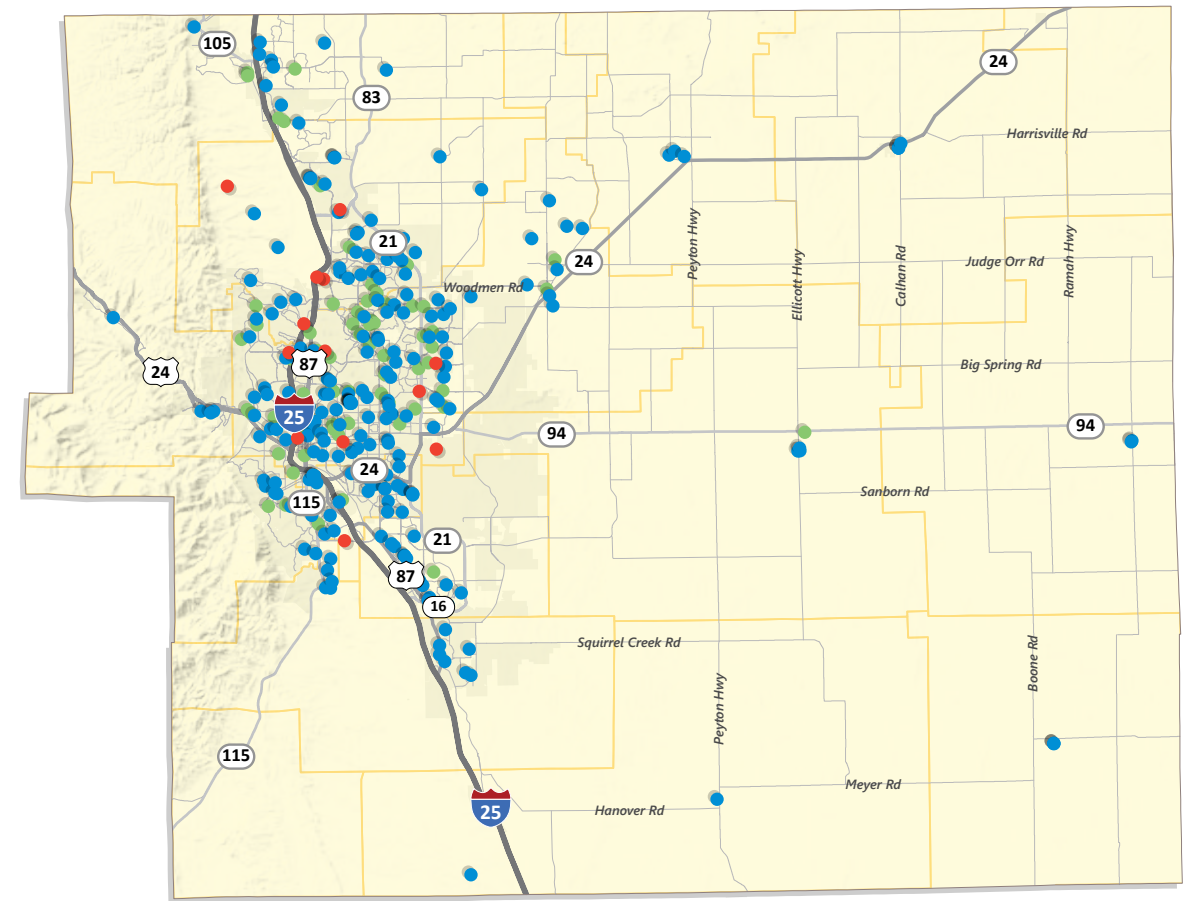 105
24
83
Harrisville Rd
21
24
Peyton Hwy
Ellicott Hwy
Calhan Rd
Judge Orr Rd
Ramah Hwy
Woodmen Rd
24
87
Big Spring Rd
25
94
94
24
Sanborn Rd
115
21
87
16
Squirrel Creek Rd
Boone Rd
Peyton Hwy
115
Meyer Rd
25
Hanover Rd